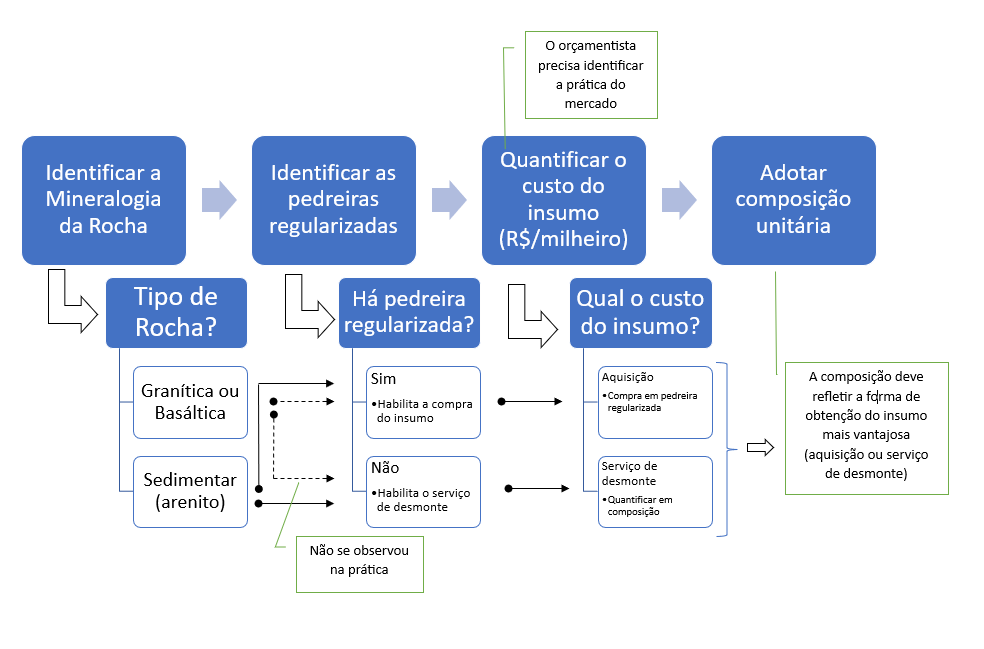 O orçamentista
precisa identificar
a prática do
mercado
Identificar a
Mineralogia
da Rocha
Identificar as
pedreiras
regularizadas
Quantificar o
custo do
insumo
(R$/milheiro)
Adotar
composição
unitária
Tipo de
Rocha?
Há pedreira
regularizada?
Qual o custo
do insumo?
Granítica ou
Basáltica
Sedimentar
(arenito)
Sim
•Habilita a compra
do insumo
Não
•Habilita o serviço
de desmonte
Aquisição
•Compra em pedreira
regularizada
Serviço de
desmonte
•Quantificar em
composição
A composição deve
refletir a forma de
obtenção do insumo
mais vantajosa
(aquisição ou serviço
de desmonte)
Não se observou
na prática